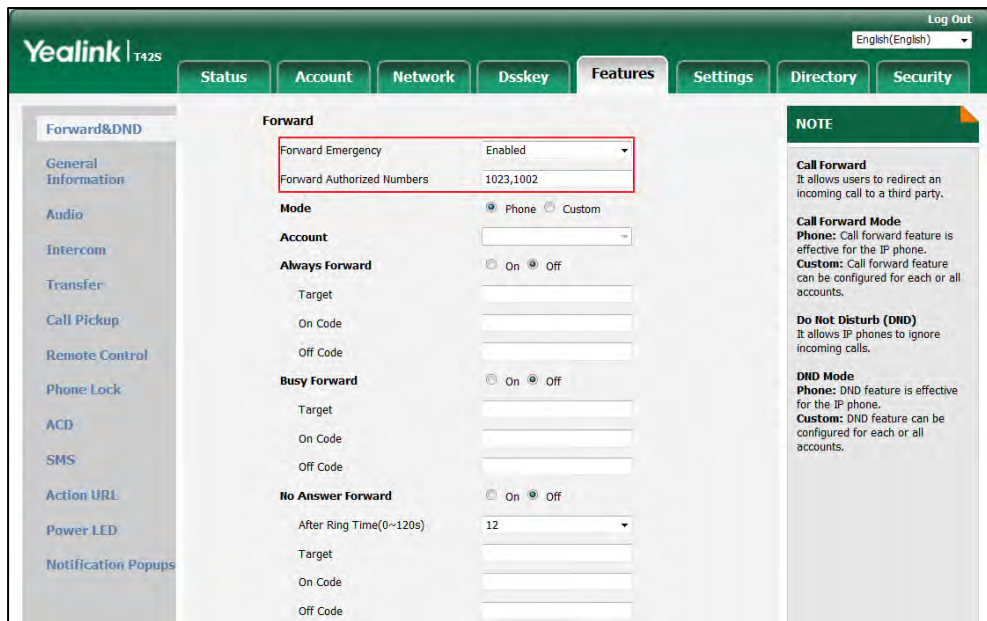 Log Out
Yealink | T42S
English(English)
Status
Account
Network
Dsskey
Features
Settings
Directory
Security
Forward&DND
General
Information
Audio
Intercom
Transfer
Call Pickup
Remote Control
Phone Lock
ACD
SMS
Action URL
Power LED
Notification Popups
Forward
Forward Emergency Enabled
Forward Authorized Numbers 1023,1002
Mode Phone Custom
Account
Always Forward On Off
Target
On Code
Off Code
Busy Forward On Off
Target
On Code
Off Code
No Answer Forward On Off
After Ring Time(0~120s) 12
Target
On Code
Off Code
NOTE
Call Forward
It allows users to redirect an
incoming call to a third party.
Call Forward Mode
Phone: Call forward feature is
effective for the IP phone.
Custom: Call forward feature
can be configured for each or all
accounts.
Do Not Disturb (DND)
It allows IP phones to ignore
incoming calls.
DND Mode
Phone: DND feature is effective
for the IP phone.
Custom: DND feature can be
configured for each or all
accounts.